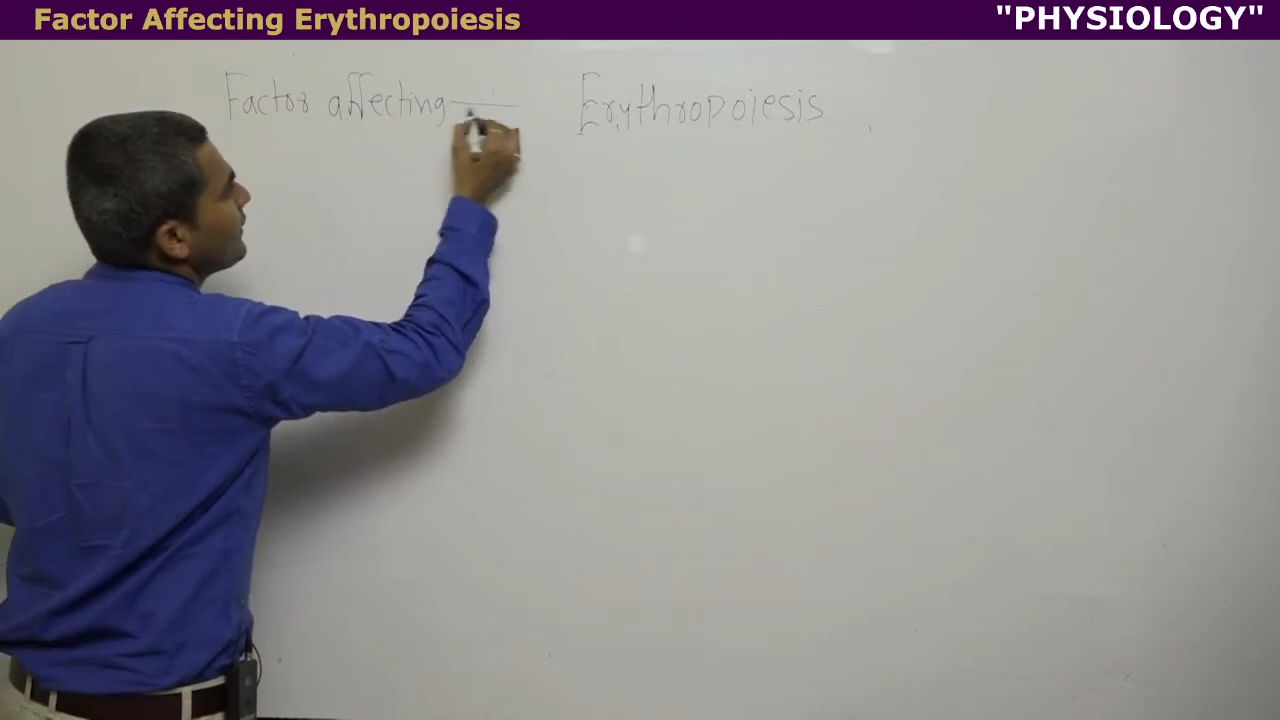 Factor Affecting Erythropoiesis
"PHYSIOLOGY"
Factor affecting Erythropoiesis